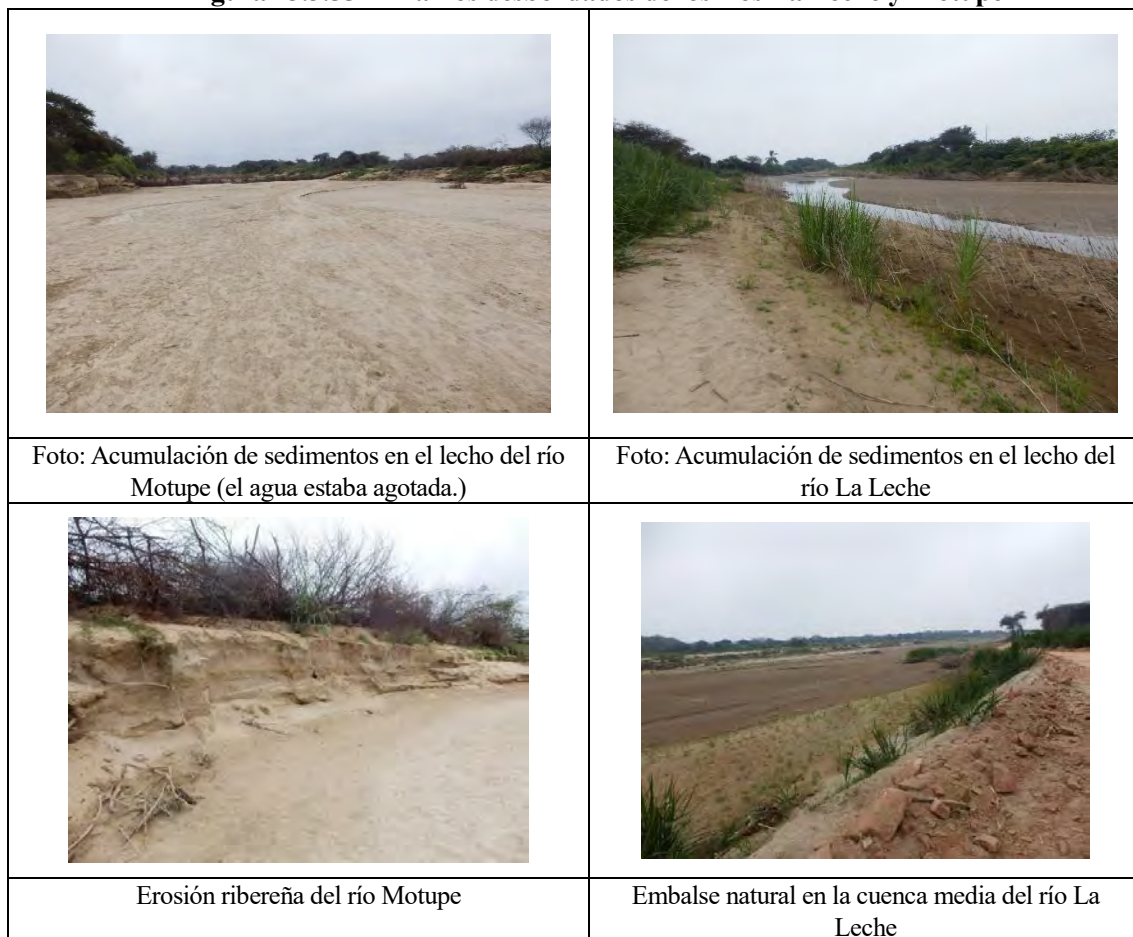 Foto: Acumulación de sedimentos en el lecho del río
Motupe (el agua estaba agotada.)
Foto: Acumulación de sedimentos en el lecho del
río La Leche
Erosión ribereña del río Motupe
Embalse natural en la cuenca media del río La
Leche